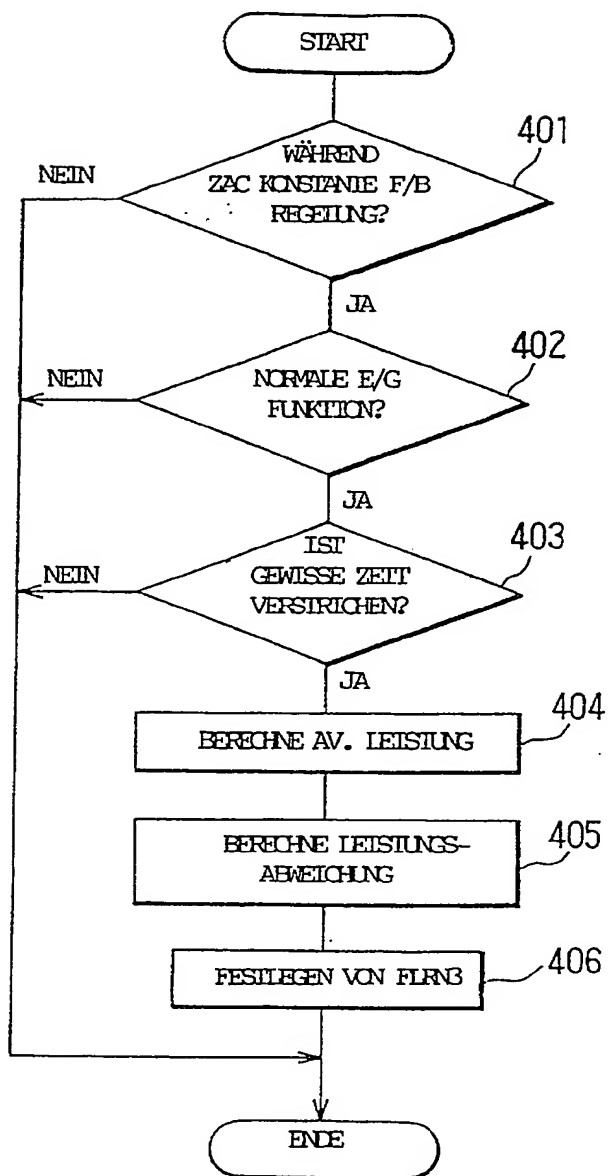 START
401
WÄHREND
NEIN
ZAC KONSTANTE F/B
REGELUNG?
JA
402
NEIN
NORMALE E/G
FUNKTION?
JA
403
IST
NEIN
GEWISSE ZEIT
VERSTRICHEN?
JA
404
BERECHNE AV. LEISTUNG
405
BERECHNE LEISTUNGS-
ABWEICHUNG
406
FESTLEGEN VON FLRN3
ENDE